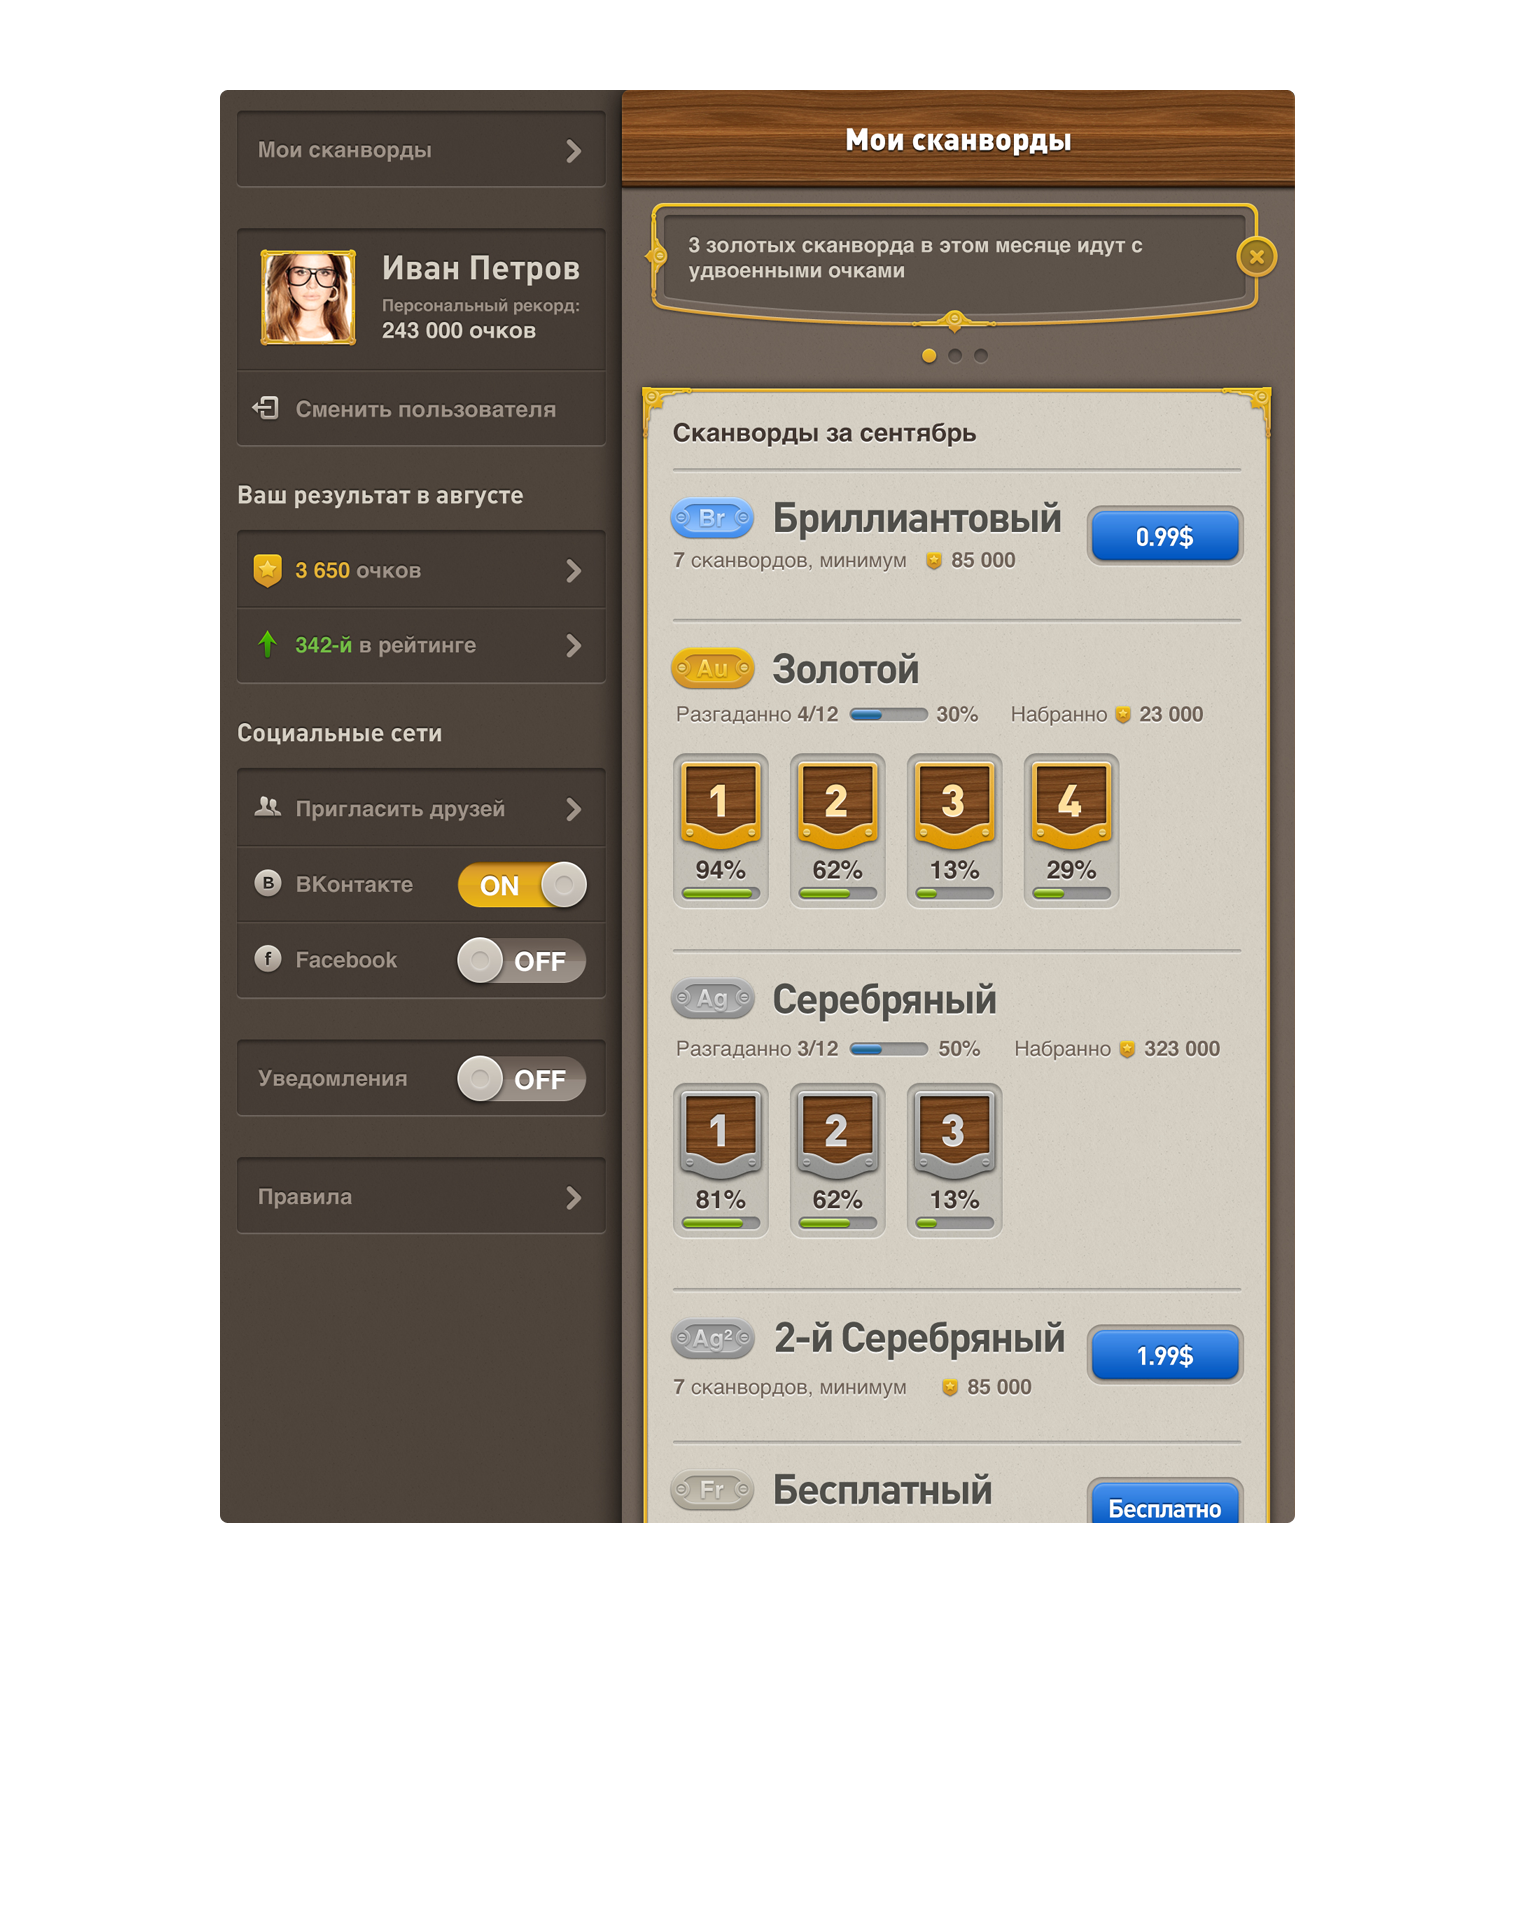 Мои сканворды
Иван Петров
Персональный рекорд:
243 000 очков
Сменить пользователя
Ваш результат в августе
3 650 очков
342-й в рейтинге
Социальные сети
Пригласить друзей
В ВКонтакте ON
f Facebook OFF
Уведомления OFF
Правила
Мои сканворды
3 золотых сканворда в этом месяце идут с
удвоенными очками
Сканворды за сентябрь
Br Бриллиантовый 0.99$
7 сканвордов, минимум 85 000
Au Золотой
Разгаданно 4/12 30% Набранно 23 000
1 2 3 4
94% 62% 13% 29%
Ag Серебряный
Разгаданно 3/12 50% Набранно 323 000
1 2 3
81% 62% 13%
Ag² 2-й Серебряный 1.99$
7 сканвордов, минимум 85 000
Fr Бесплатный Бесплатно